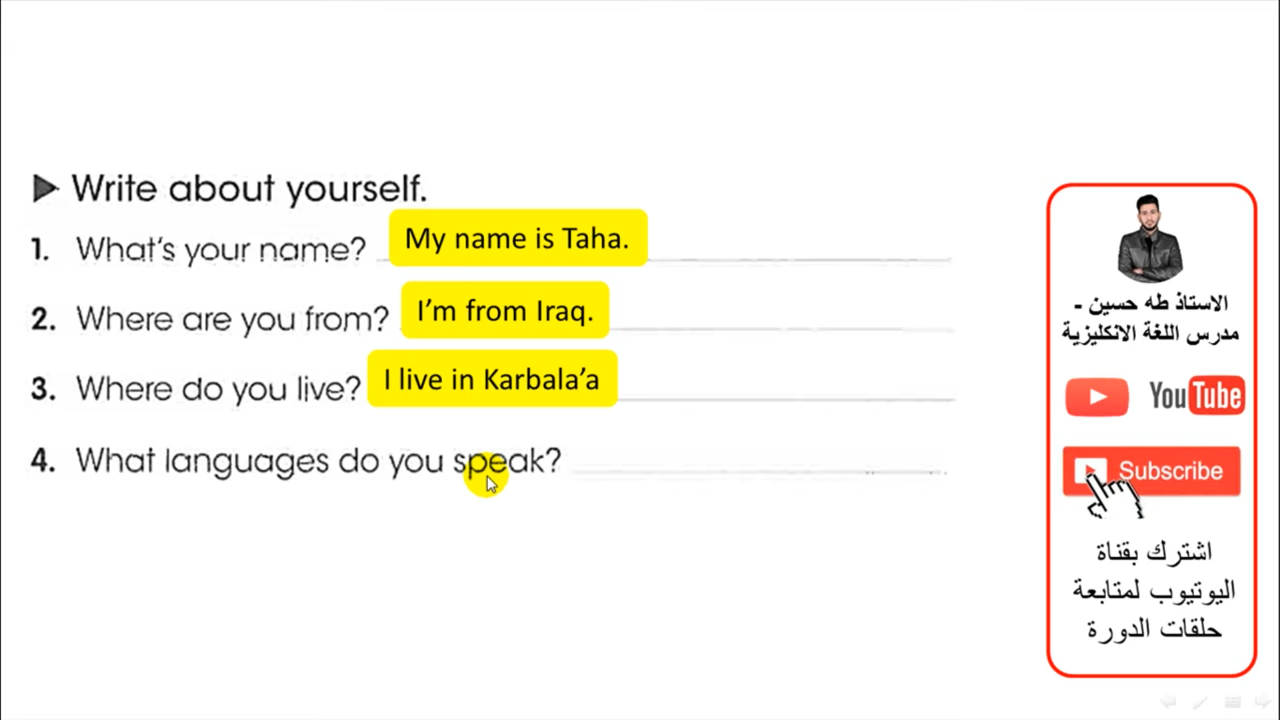 Write about yourself.
1. What's your name? My name is Taha.
2. Where are you from? I'm from Iraq.
3. Where do you live? I live in Karbala'a
4. What languages do you speak?
الاستاذ طه حسين -
مدرس اللغة الانكليزية
YouTube
Subscribe
اشترك بقناة
اليوتيوب لمتابعة
حلقات الدورة